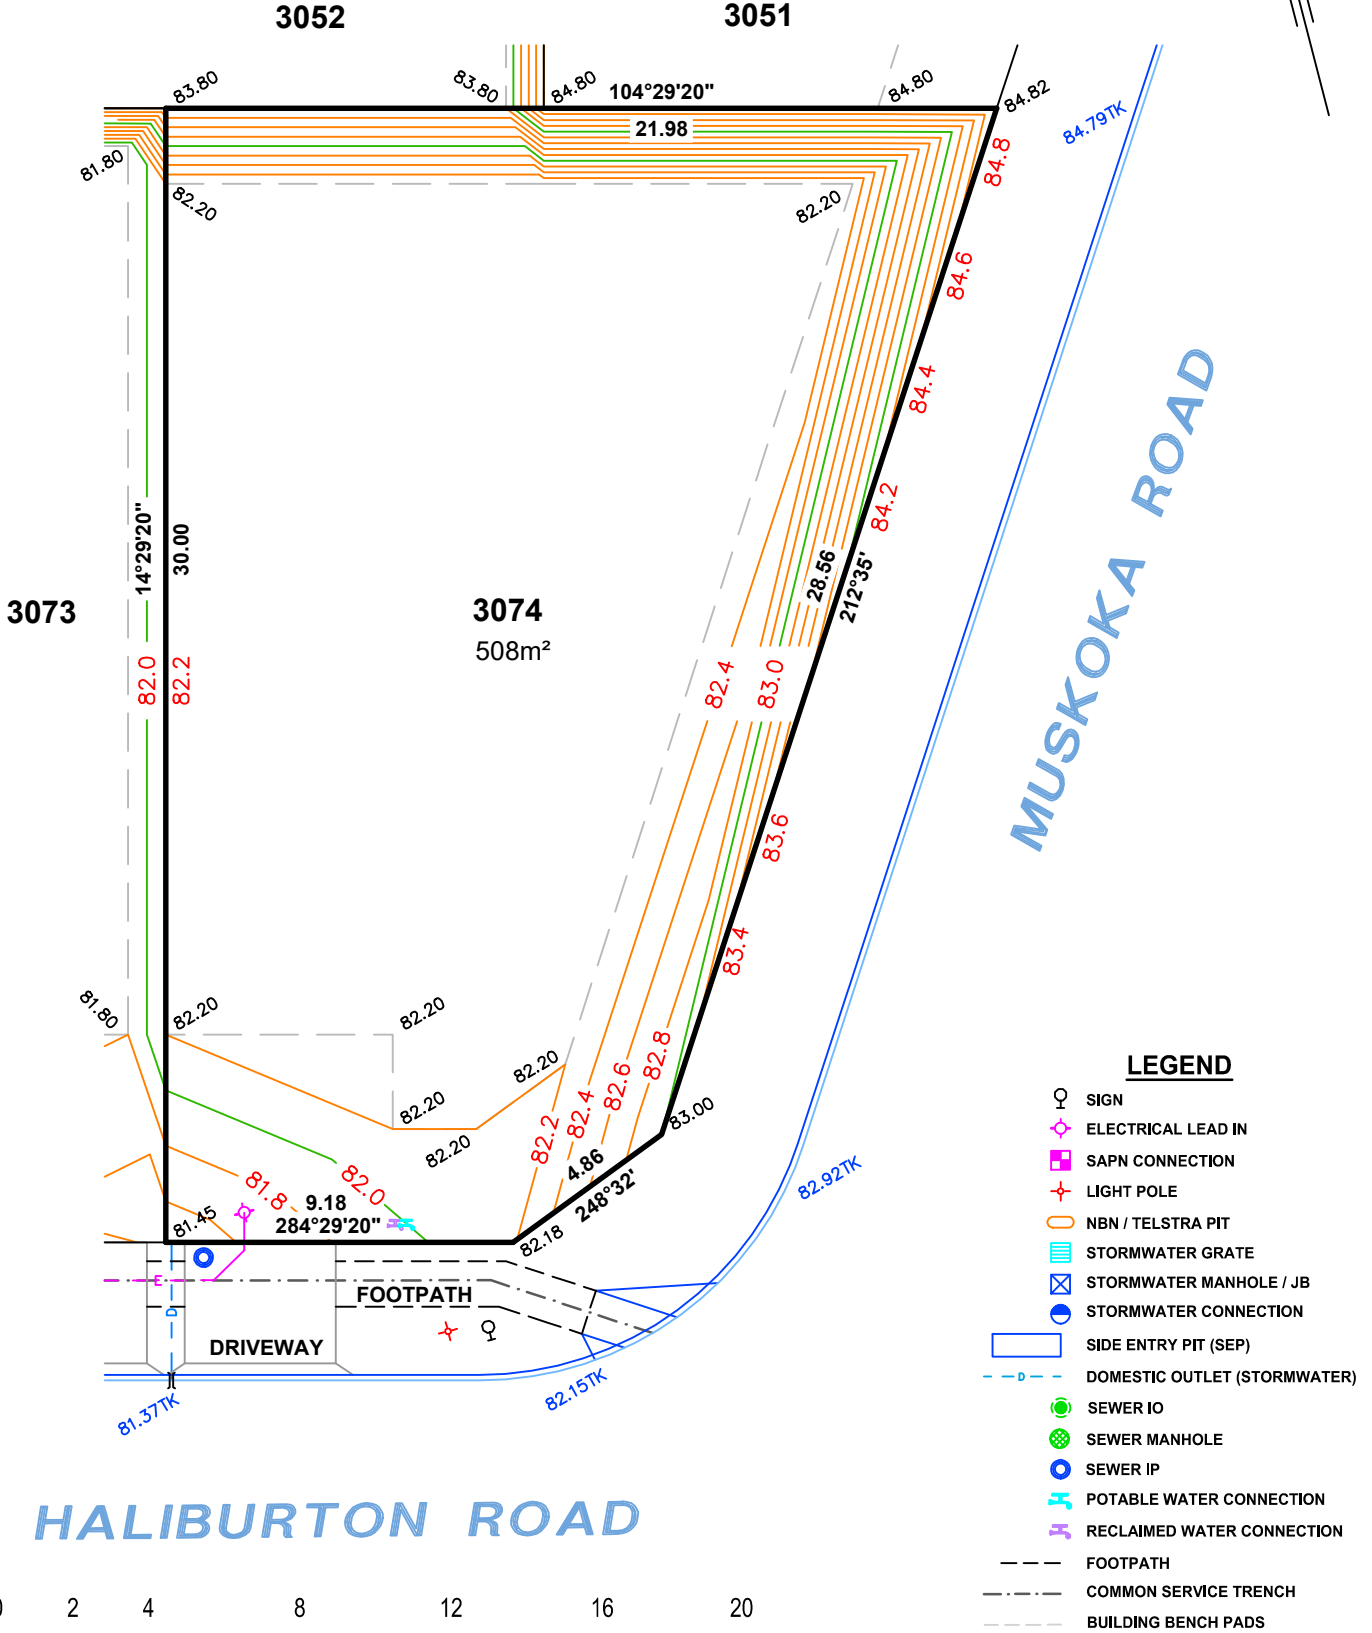 3052
3051
83.80
83.80
84.80
104°29'20"
84.80
84.82
21.98
84.79TK
81.80
82.20
82.20
84.8
84.6
84.4
84.2
14°29'20"
30.00
28.56
212°35'
MUSKOKA ROAD
3073
3074
508m²
82.0
82.2
82.4
83.0
83.6
83.4
81.80
82.20
82.20
82.20
82.20
82.20
82.2
82.4
82.6
82.8
83.00
4.86
248°32'
81.8
82.0
9.18
284°29'20"
81.45
82.18
82.92TK
E
D
FOOTPATH
DRIVEWAY
81.37TK
82.15TK
HALIBURTON ROAD
0 2 4 8 12 16 20
LEGEND
SIGN
ELECTRICAL LEAD IN
SAPN CONNECTION
LIGHT POLE
NBN / TELSTRA PIT
STORMWATER GRATE
STORMWATER MANHOLE / JB
STORMWATER CONNECTION
SIDE ENTRY PIT (SEP)
D DOMESTIC OUTLET (STORMWATER)
SEWER IO
SEWER MANHOLE
SEWER IP
POTABLE WATER CONNECTION
RECLAIMED WATER CONNECTION
FOOTPATH
COMMON SERVICE TRENCH
BUILDING BENCH PADS